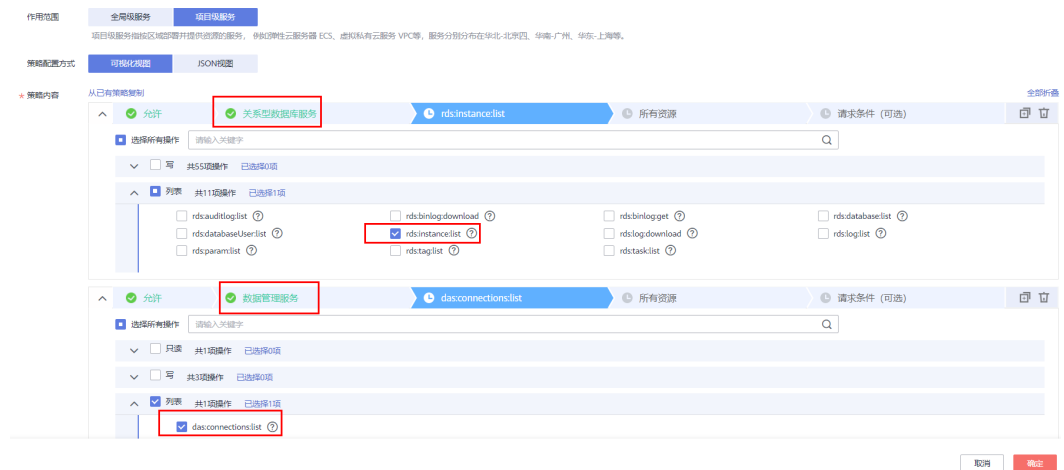 作用范围 全局级服务 项目级服务
项目级服务指按区域部署并提供资源的服务， 例如弹性云服务器 ECS、虚拟私有云服务 VPC等，服务分别分布在华北-北京四、华南-广州、华东-上海等。
策略配置方式 可视化视图 JSON视图
* 策略内容 从已有策略复制 全部折叠
允许 关系型数据库服务 rds:instance:list 所有资源 请求条件（可选）
选择所有操作 请输入关键字
写 共55项操作 已选择0项
列表 共11项操作 已选择1项
rds:auditlog:list rds:binlog:download rds:binlog:get rds:database:list
rds:databaseUser:list rds:instance:list rds:log:download rds:log:list
rds:param:list rds:tag:list rds:task:list
允许 数据管理服务 das:connections:list 所有资源 请求条件（可选）
选择所有操作 请输入关键字
只读 共1项操作 已选择0项
写 共3项操作 已选择0项
列表 共1项操作 已选择1项
das:connections:list
取消 确定